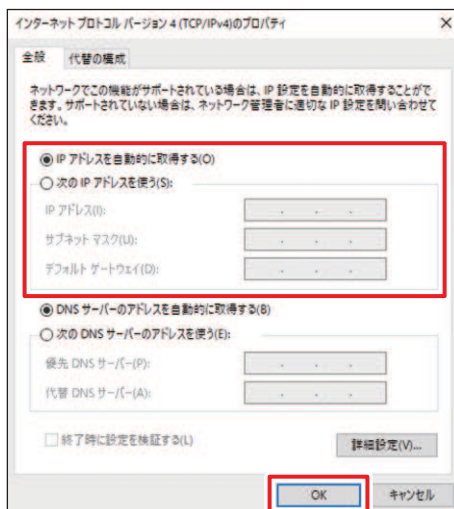 インターネット プロトコル バージョン 4 (TCP/IPv4)のプロパティ
全般 代替の構成
ネットワークでこの機能がサポートされている場合は、IP 設定を自動的に取得することがで
きます。サポートされていない場合は、ネットワーク管理者に適切な IP 設定を問い合わせて
ください。
IP アドレスを自動的に取得する(O)
次の IP アドレスを使う(S):
IP アドレス(I):
サブネット マスク(U):
デフォルト ゲートウェイ(D):
DNS サーバーのアドレスを自動的に取得する(B)
次の DNS サーバーのアドレスを使う(E):
優先 DNS サーバー(P):
代替 DNS サーバー(A):
終了時に設定を検証する(L)
詳細設定(V)...
OK キャンセル